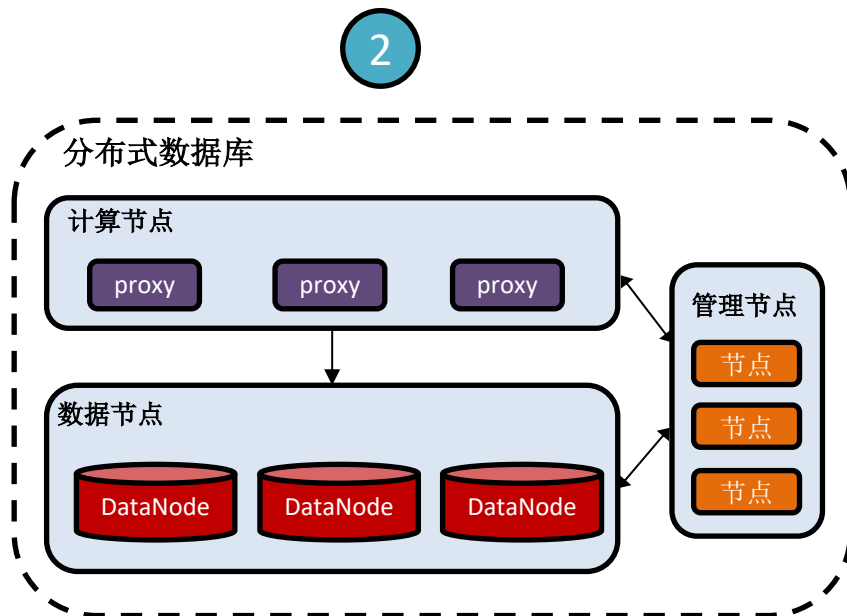 2
分布式数据库
计算节点
proxy
proxy
proxy
管理节点
节点
节点
节点
数据节点
DataNode
DataNode
DataNode